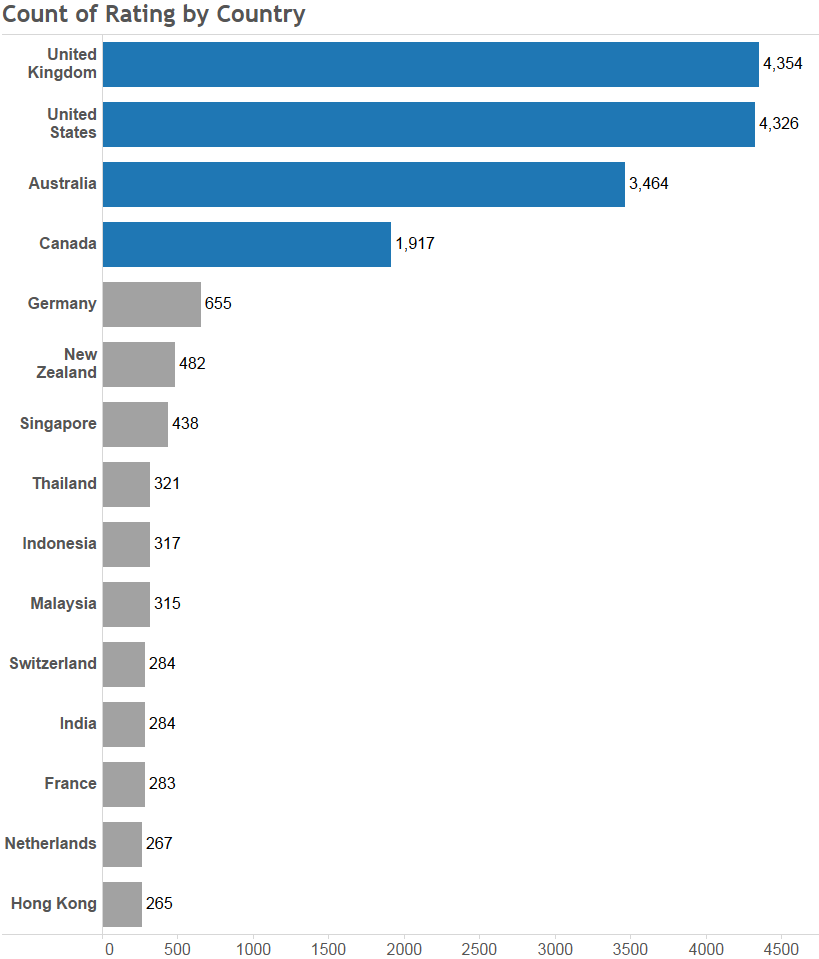 Count of Rating by Country
United
Kingdom
4,354
United
States
4,326
Australia
3,464
Canada
1,917
Germany
655
New
Zealand
482
Singapore
438
Thailand
321
Indonesia
317
Malaysia
315
Switzerland
284
India
284
France
283
Netherlands
267
Hong Kong
265
0 500 1000 1500 2000 2500 3000 3500 4000 4500